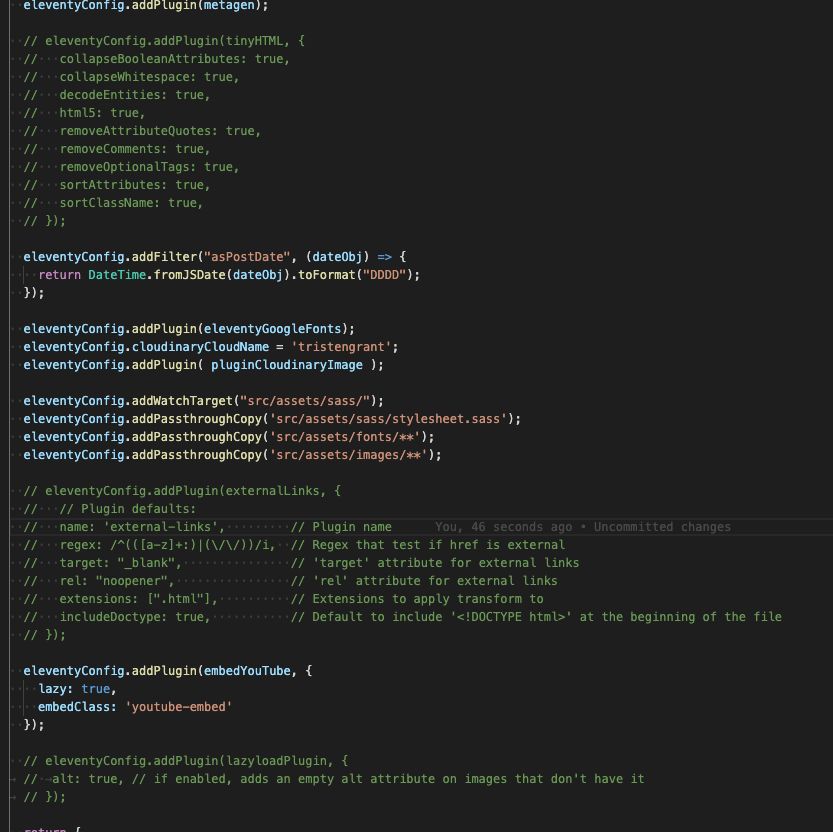 eleventyConfig.addPlugin(metagen);
// eleventyConfig.addPlugin(tinyHTML, {
//   collapseBooleanAttributes: true,
//   collapseWhitespace: true,
//   decodeEntities: true,
//   html5: true,
//   removeAttributeQuotes: true,
//   removeComments: true,
//   removeOptionalTags: true,
//   sortAttributes: true,
//   sortClassName: true,
// });
eleventyConfig.addFilter("asPostDate", (dateObj) => {
  return DateTime.fromJSDate(dateObj).toFormat("DDDD");
});
eleventyConfig.addPlugin(eleventyGoogleFonts);
eleventyConfig.cloudinaryCloudName = 'tristengrant';
eleventyConfig.addPlugin( pluginCloudinaryImage );
eleventyConfig.addWatchTarget("src/assets/sass/");
eleventyConfig.addPassthroughCopy('src/assets/sass/stylesheet.sass');
eleventyConfig.addPassthroughCopy('src/assets/fonts/**');
eleventyConfig.addPassthroughCopy('src/assets/images/**');
// eleventyConfig.addPlugin(externalLinks, {
//   // Plugin defaults:
//   name: 'external-links',         // Plugin name      You, 46 seconds ago • Uncommitted changes
//   regex: /^(([a-z]+:)|(\/\/))/i,  // Regex that test if href is external
//   target: "_blank",               // 'target' attribute for external links
//   rel: "noopener",                // 'rel' attribute for external links
//   extensions: [".html"],          // Extensions to apply transform to
//   includeDoctype: true,           // Default to include '<!DOCTYPE html>' at the beginning of the file
// });
eleventyConfig.addPlugin(embedYouTube, {
  lazy: true,
  embedClass: 'youtube-embed'
});
// eleventyConfig.addPlugin(lazyloadPlugin, {
//  alt: true, // if enabled, adds an empty alt attribute on images that don't have it
// });
return {